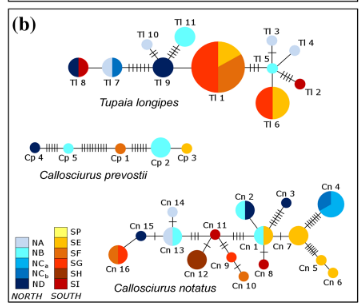 (b)
Tl 10
Tl 11
Tl 3
Tl 4
Tl 5
Tl 8
Tl 7
Tl 9
Tl 1
Tl 2
Tl 6
Tupaia longipes
Cp 4
Cp 5
Cp 1
Cp 2
Cp 3
Callosciurus prevostii
Cn 14
Cn 2
Cn 3
Cn 4
Cn 15
Cn 11
Cn 13
Cn 1
Cn 7
Cn 16
Cn 12
Cn 9
Cn 8
Cn 5
Cn 10
Cn 6
Callosciurus notatus
SP
NA SE
NB SF
NCa SG
NCb SH
ND SI
NORTH SOUTH